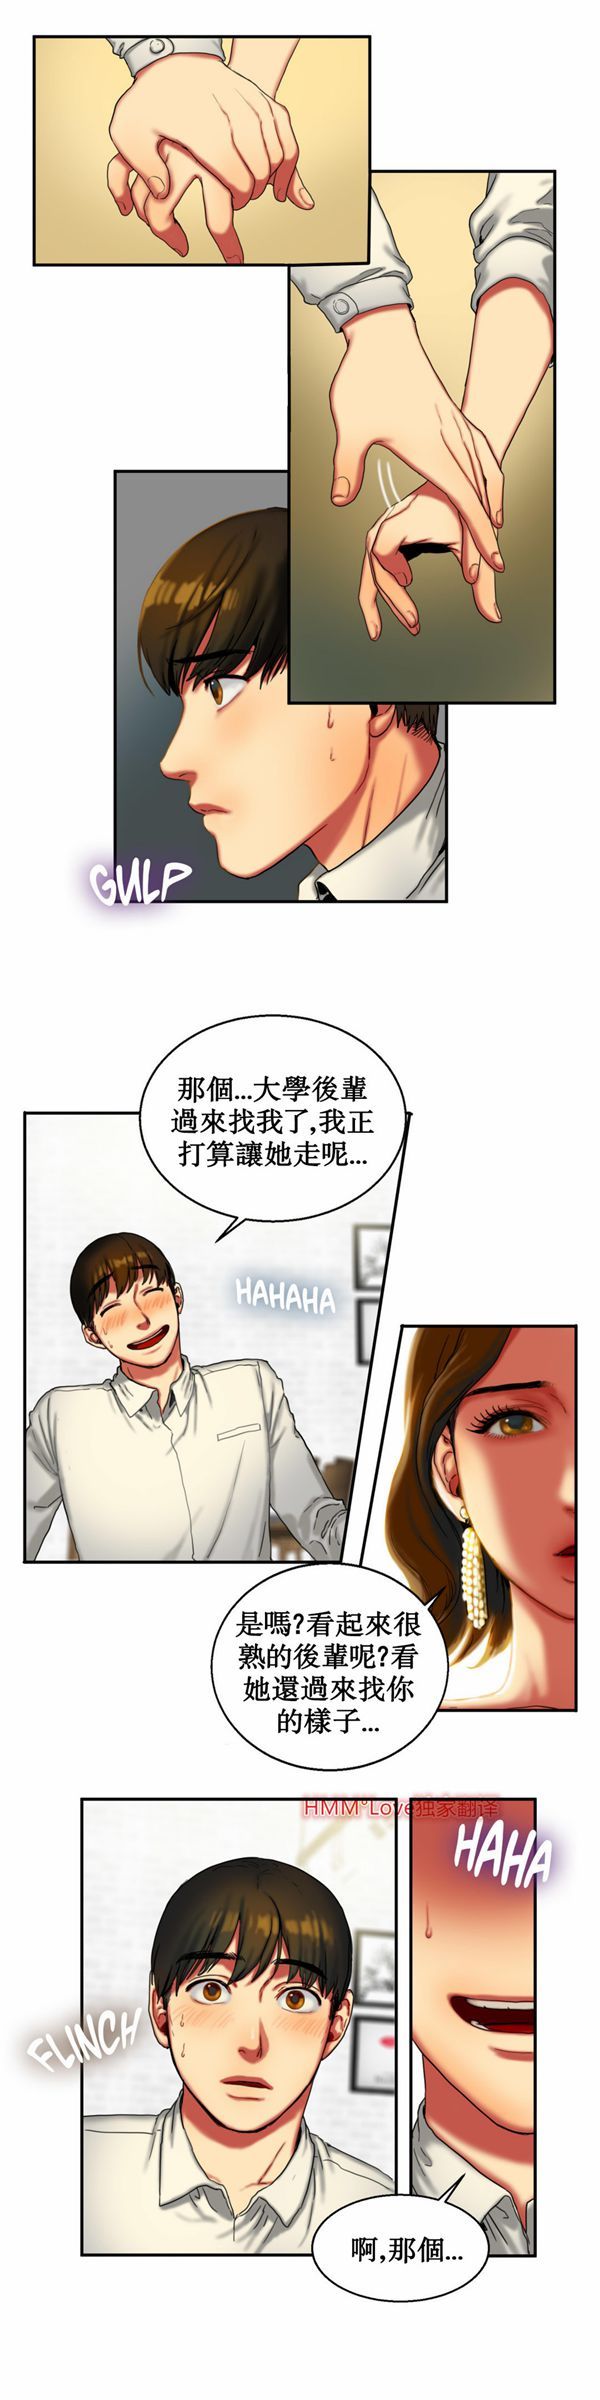 GULP
那個...大學後輩
過來找我了,我正
打算讓她走呢...
HAHAHA
是嗎?看起來很
熟的後輩呢?看
她還過來找你
的樣子...
HMM°Love独家翻译
HAHA
FLINCH
啊,那個...